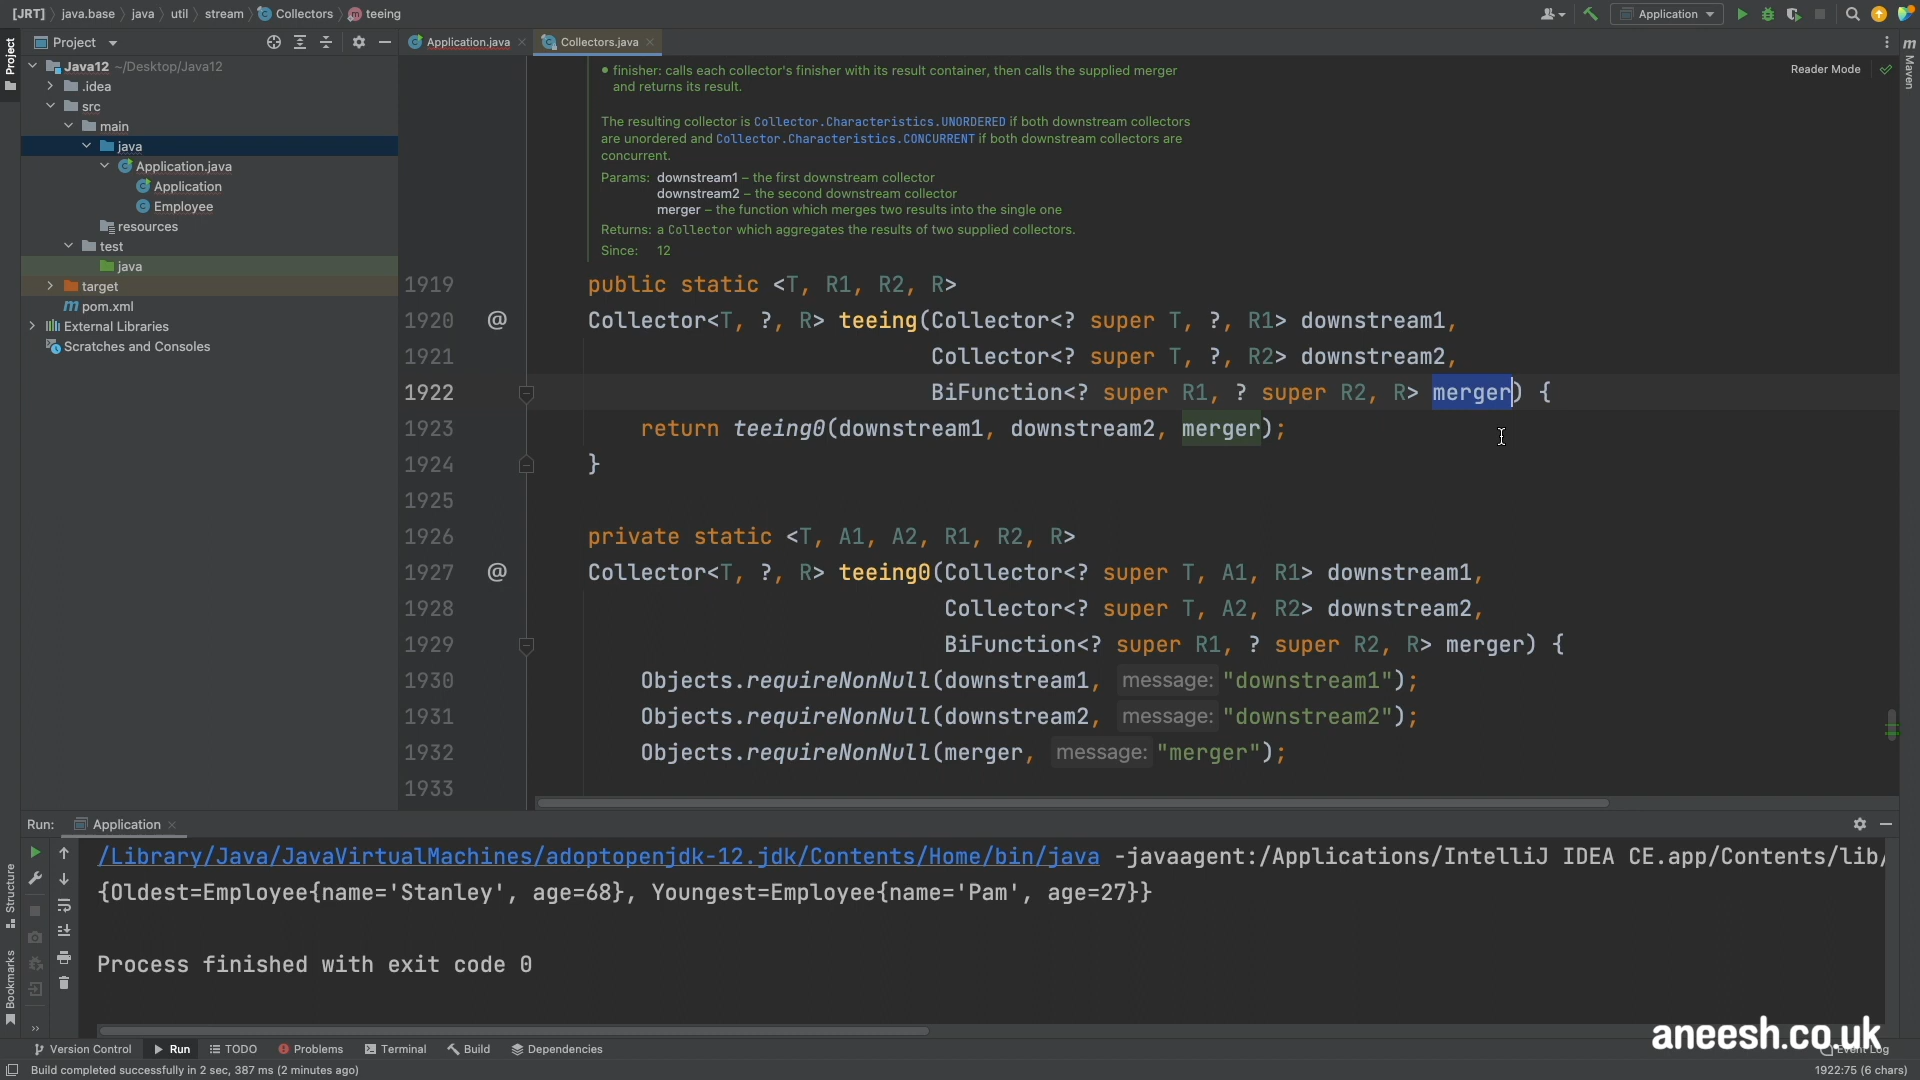 [JRT] java.base java util stream Collectors teeing
Application
Project
Application.java
Collectors.java
Project
Maven
Java12 ~/Desktop/Java12
.idea
src
main
java
Application.java
Application
Employee
resources
test
java
target
pom.xml
External Libraries
Scratches and Consoles
Reader Mode
• finisher: calls each collector's finisher with its result container, then calls the supplied merger
and returns its result.
The resulting collector is Collector.Characteristics.UNORDERED if both downstream collectors
are unordered and Collector.Characteristics.CONCURRENT if both downstream collectors are
concurrent.
Params: downstream1 – the first downstream collector
downstream2 – the second downstream collector
merger – the function which merges two results into the single one
Returns: a Collector which aggregates the results of two supplied collectors.
Since: 12
1919 public static <T, R1, R2, R>
1920 @ Collector<T, ?, R> teeing(Collector<? super T, ?, R1> downstream1,
1921 Collector<? super T, ?, R2> downstream2,
1922 BiFunction<? super R1, ? super R2, R> merger) {
1923 return teeing0(downstream1, downstream2, merger);
1924 }
1925
1926 private static <T, A1, A2, R1, R2, R>
1927 @ Collector<T, ?, R> teeing0(Collector<? super T, A1, R1> downstream1,
1928 Collector<? super T, A2, R2> downstream2,
1929 BiFunction<? super R1, ? super R2, R> merger) {
1930 Objects.requireNonNull(downstream1, message: "downstream1");
1931 Objects.requireNonNull(downstream2, message: "downstream2");
1932 Objects.requireNonNull(merger, message: "merger");
1933
Run: Application
/Library/Java/JavaVirtualMachines/adoptopenjdk-12.jdk/Contents/Home/bin/java -javaagent:/Applications/IntelliJ IDEA CE.app/Contents/lib/
{Oldest=Employee{name='Stanley', age=68}, Youngest=Employee{name='Pam', age=27}}
Process finished with exit code 0
Structure
Bookmarks
aneesh.co.uk
Version Control Run TODO Problems Terminal Build Dependencies Event Log
Build completed successfully in 2 sec, 387 ms (2 minutes ago)
1922:75 (6 chars)